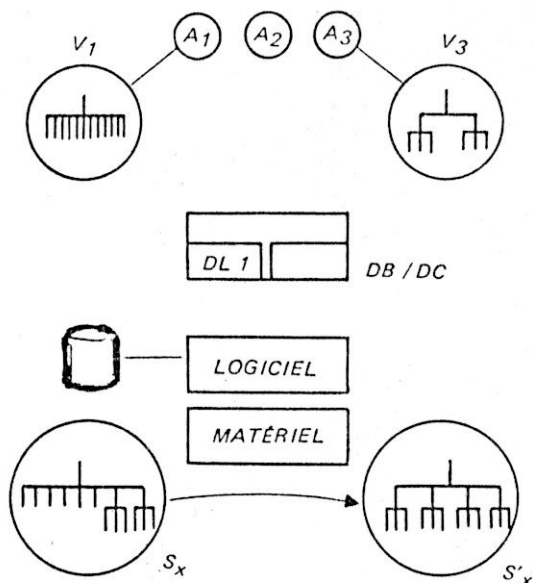 V1 A1 A2 A3 V3
DL 1
DB / DC
LOGICIEL
MATÉRIEL
Sx S'x